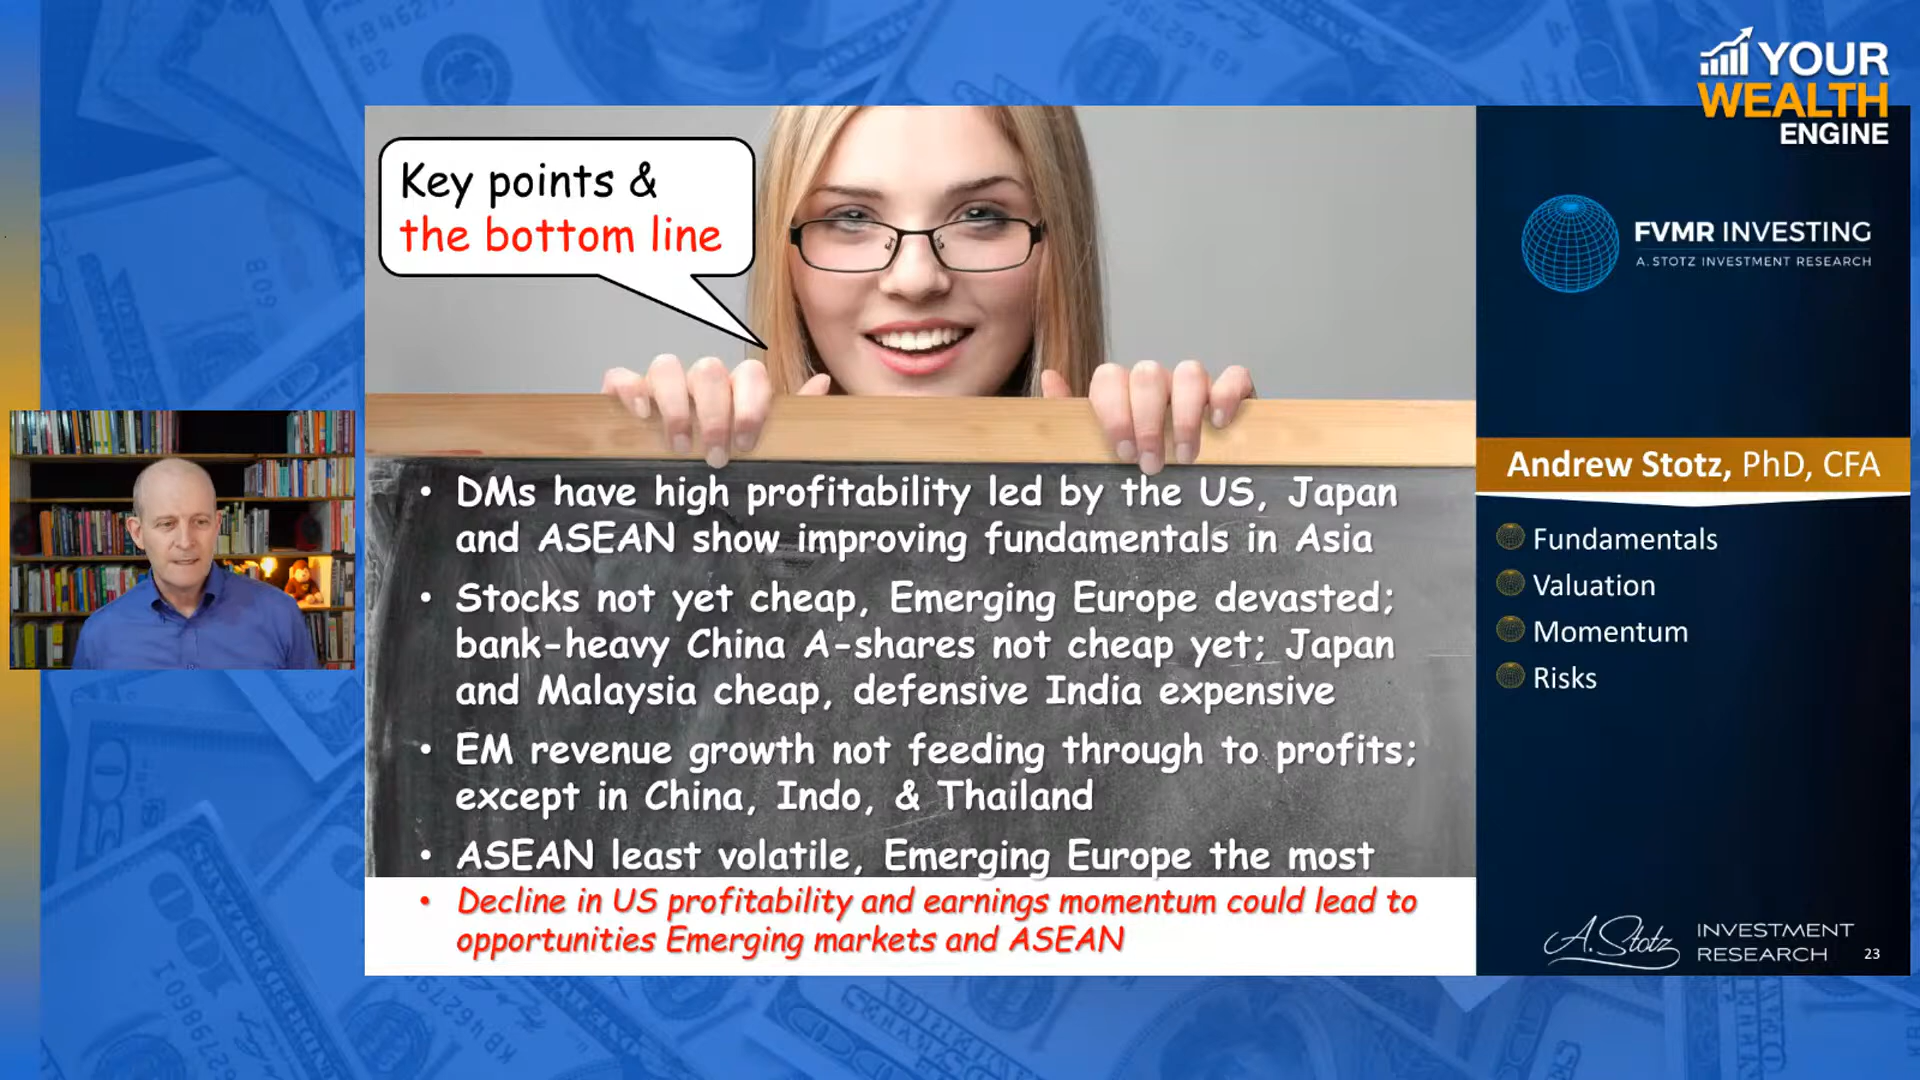 YOUR
WEALTH
ENGINE
Key points &
the bottom line
FVMR INVESTING
A. STOTZ INVESTMENT RESEARCH
Andrew Stotz, PhD, CFA
Fundamentals
Valuation
Momentum
Risks
• DMs have high profitability led by the US, Japan
and ASEAN show improving fundamentals in Asia
• Stocks not yet cheap, Emerging Europe devasted;
bank-heavy China A-shares not cheap yet; Japan
and Malaysia cheap, defensive India expensive
• EM revenue growth not feeding through to profits;
except in China, Indo, & Thailand
• ASEAN least volatile, Emerging Europe the most
• Decline in US profitability and earnings momentum could lead to
opportunities Emerging markets and ASEAN
A. Stotz
INVESTMENT
RESEARCH
23